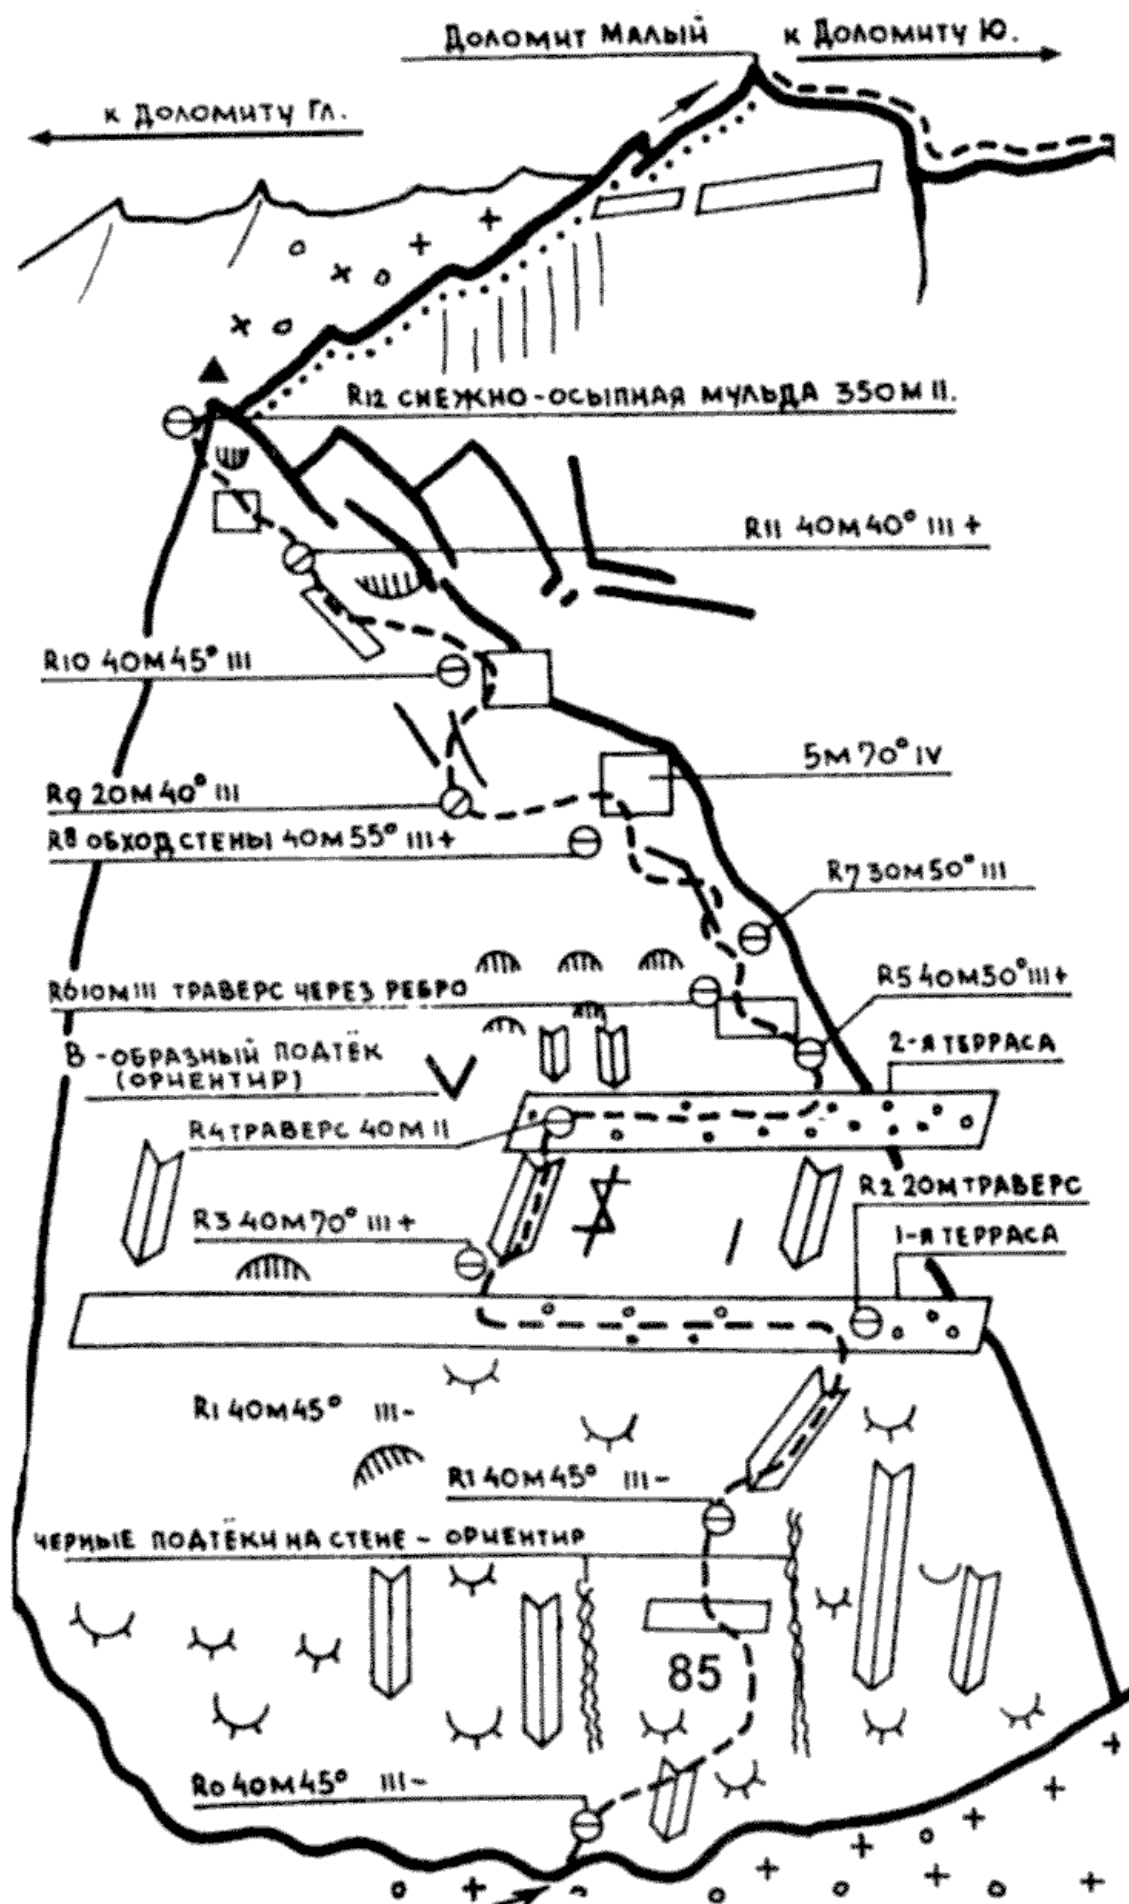 Доломит Малый
к Доломиту Ю.
к Доломиту Гл.
R12 СНЕЖНО-ОСЫПНАЯ МУЛЬДА 350М II.
R11 40М 40° III +
R10 40М 45° III
5М 70° IV
R9 20М 40° III
R8 ОБХОД СТЕНЫ 40М 55° III+
R7 30М 50° III
R6 10М III ТРАВЕРС ЧЕРЕЗ РЕБРО
R5 40М 50° III+
2-Я ТЕРРАСА
В-ОБРАЗНЫЙ ПОДТЁК
(ОРИЕНТИР)
R4 ТРАВЕРС 40М II
R2 20М ТРАВЕРС
R3 40М 70° III+
1-Я ТЕРРАСА
R1 40М 45° III-
R1 40М 45° III-
ЧЕРНЫЕ ПОДТЁКИ НА СТЕНЕ - ОРИЕНТИР
85
R0 40М 45° III-